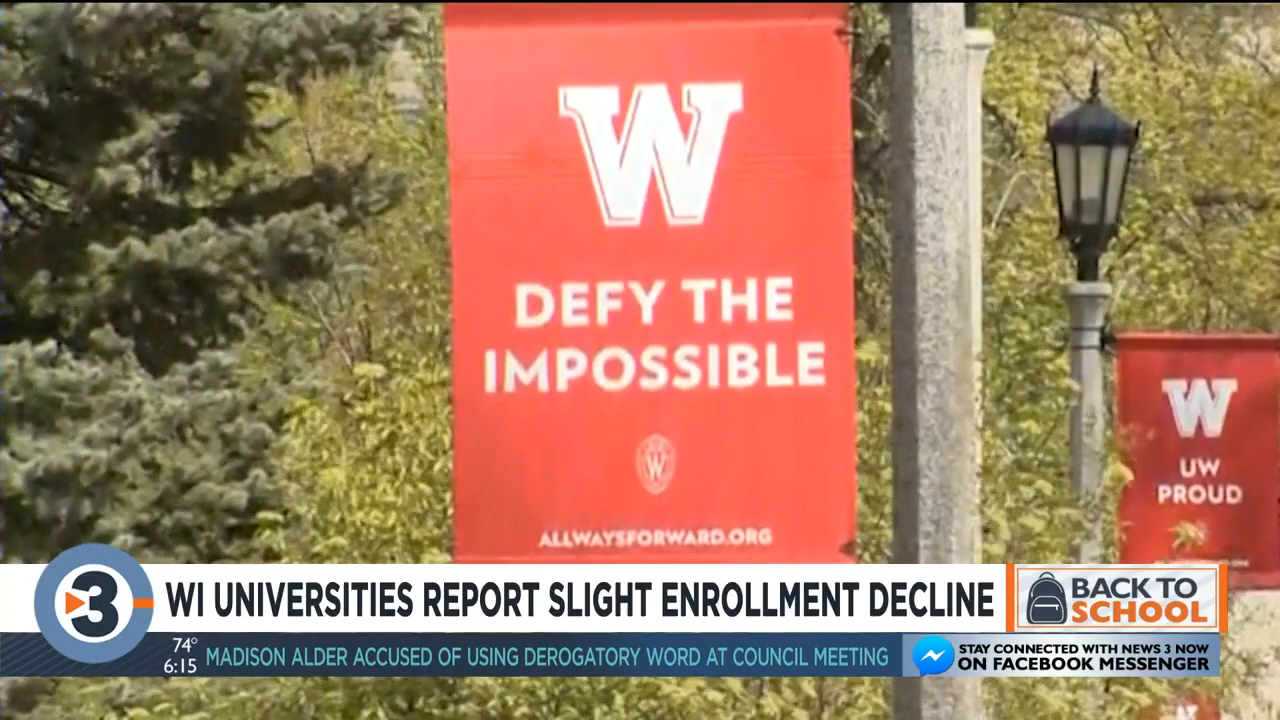 W
DEFY THE
IMPOSSIBLE
W
ALLWAYSFORWARD.ORG
W
UW
PROUD
3
WI UNIVERSITIES REPORT SLIGHT ENROLLMENT DECLINE
BACK TO
SCHOOL
74°
6:15
MADISON ALDER ACCUSED OF USING DEROGATORY WORD AT COUNCIL MEETING
STAY CONNECTED WITH NEWS 3 NOW
ON FACEBOOK MESSENGER
W